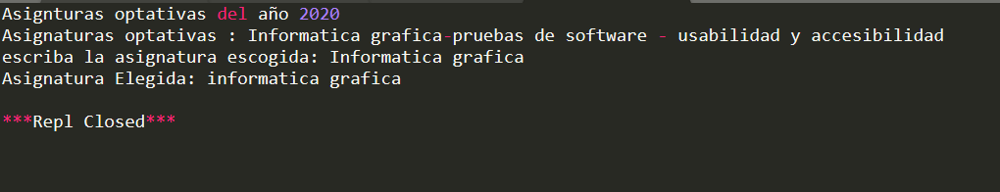 Asignturas optativas del año 2020
Asignaturas optativas : Informatica grafica-pruebas de software - usabilidad y accesibilidad
escriba la asignatura escogida: Informatica grafica
Asignatura Elegida: informatica grafica
***Repl Closed***